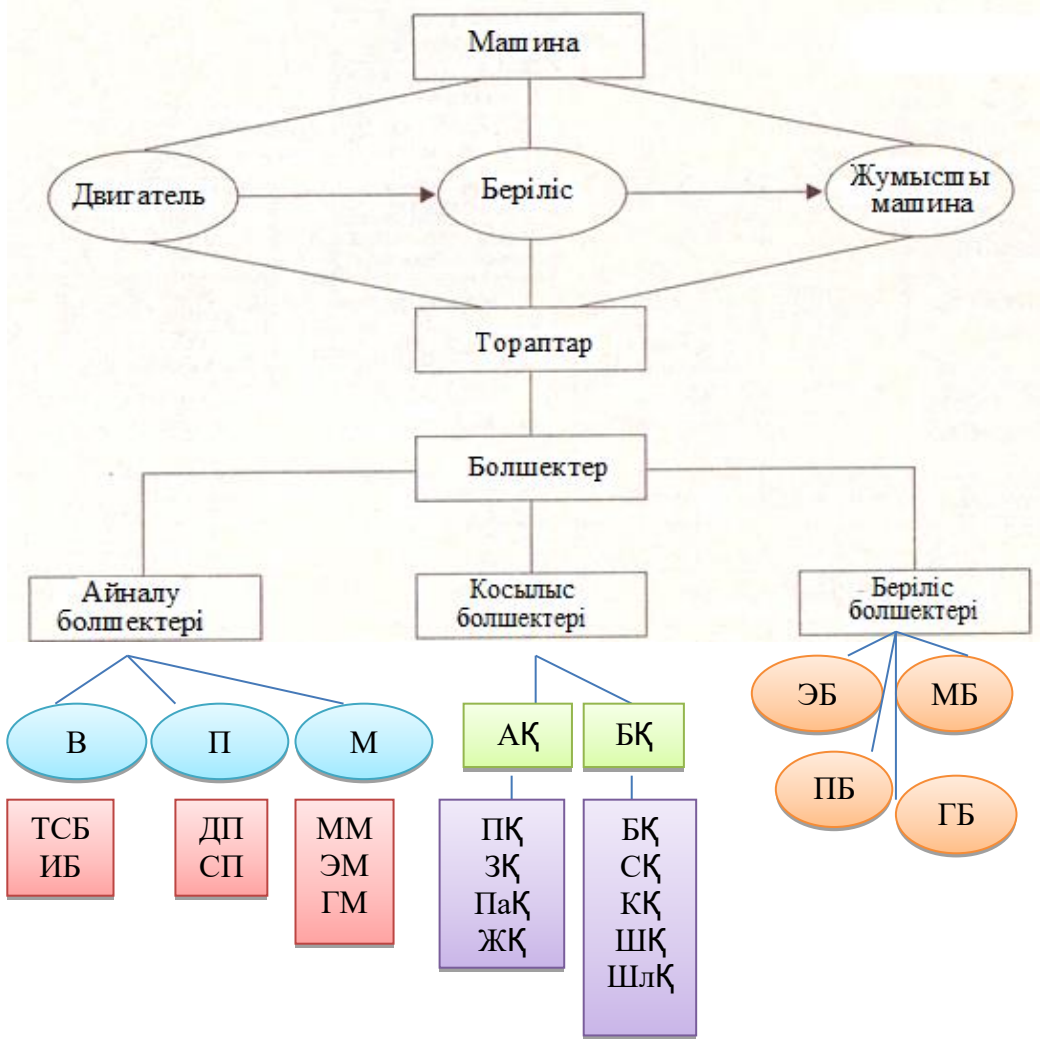 Машина
Двигатель
Беріліс
Жумысшы
машина
Тораптар
Болшектер
Айналу
болшектері
Косылыс
болшектері
Беріліс
болшектері
В
П
М
АҚ
БҚ
ЭБ
МБ
ПБ
ГБ
ТСБ
ИБ
ДП
СП
ММ
ЭМ
ГМ
ПҚ
ЗҚ
ПаҚ
ЖҚ
БҚ
СҚ
КҚ
ШҚ
ШлҚ